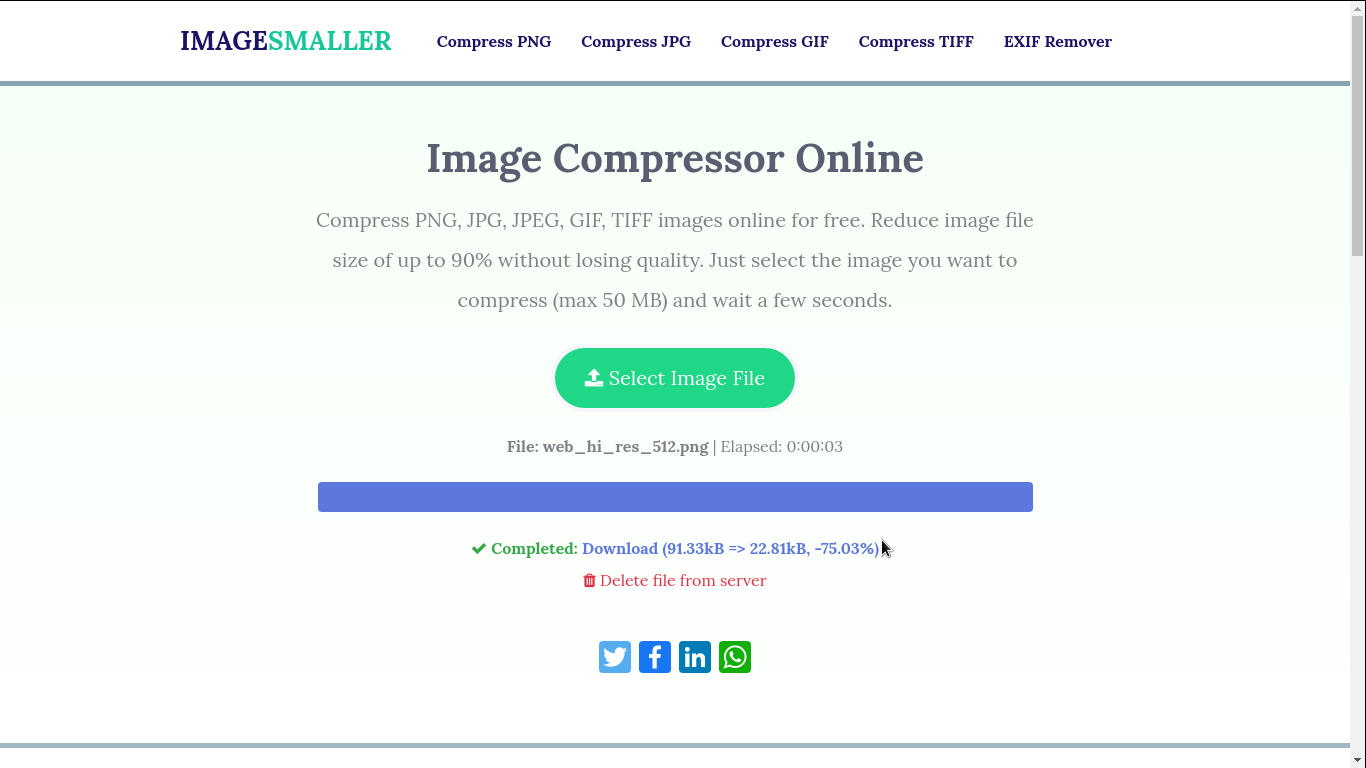 IMAGESMALLER
Compress PNG
Compress JPG
Compress GIF
Compress TIFF
EXIF Remover
Image Compressor Online
Compress PNG, JPG, JPEG, GIF, TIFF images online for free. Reduce image file
size of up to 90% without losing quality. Just select the image you want to
compress (max 50 MB) and wait a few seconds.
Select Image File
File: web_hi_res_512.png | Elapsed: 0:00:03
Completed: Download (91.33kB => 22.81kB, -75.03%)
Delete file from server